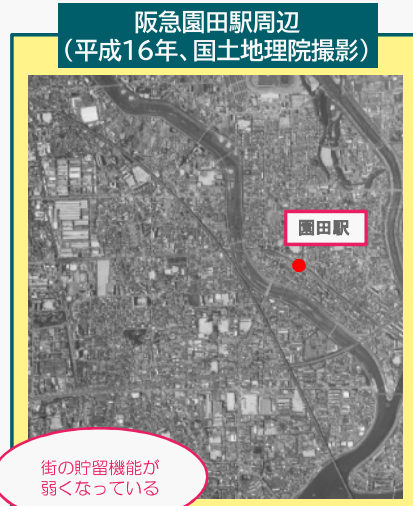 阪急園田駅周辺
（平成16年、国土地理院撮影）
園田駅
街の貯留機能が
弱くなっている